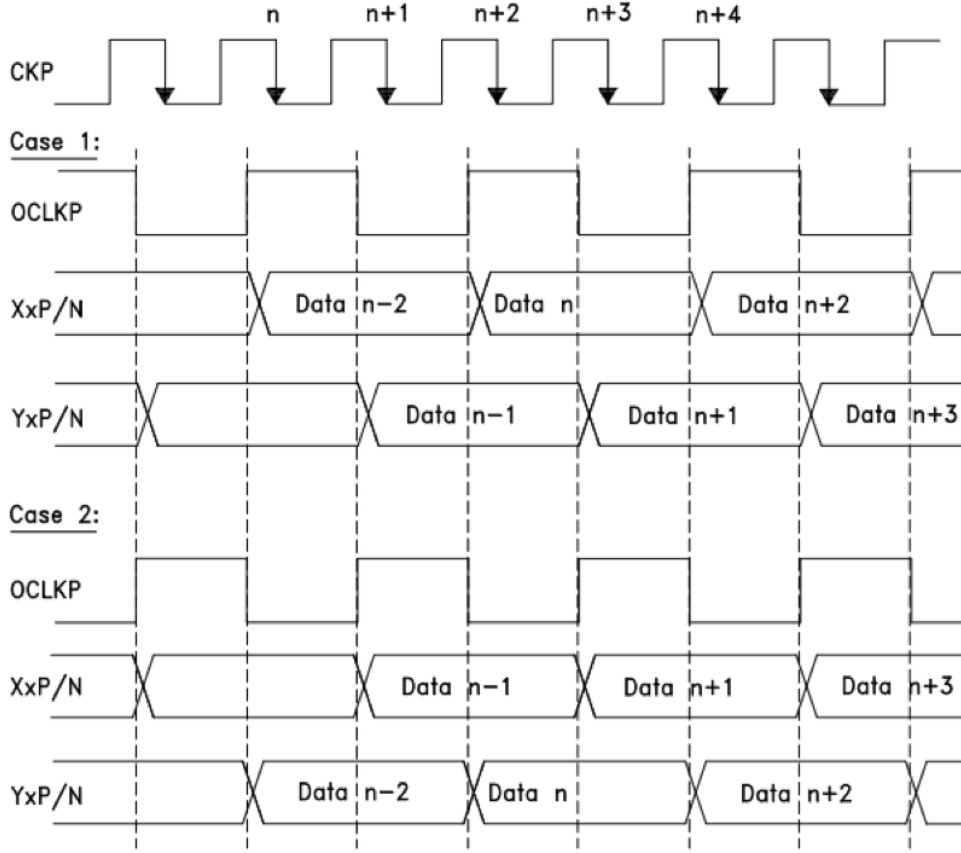 n n+1 n+2 n+3 n+4
CKP
Case 1:
OCLKP
XxP/N Data n-2 Data n Data n+2
YxP/N Data n-1 Data n+1 Data n+3
Case 2:
OCLKP
XxP/N Data n-1 Data n+1 Data n+3
YxP/N Data n-2 Data n Data n+2